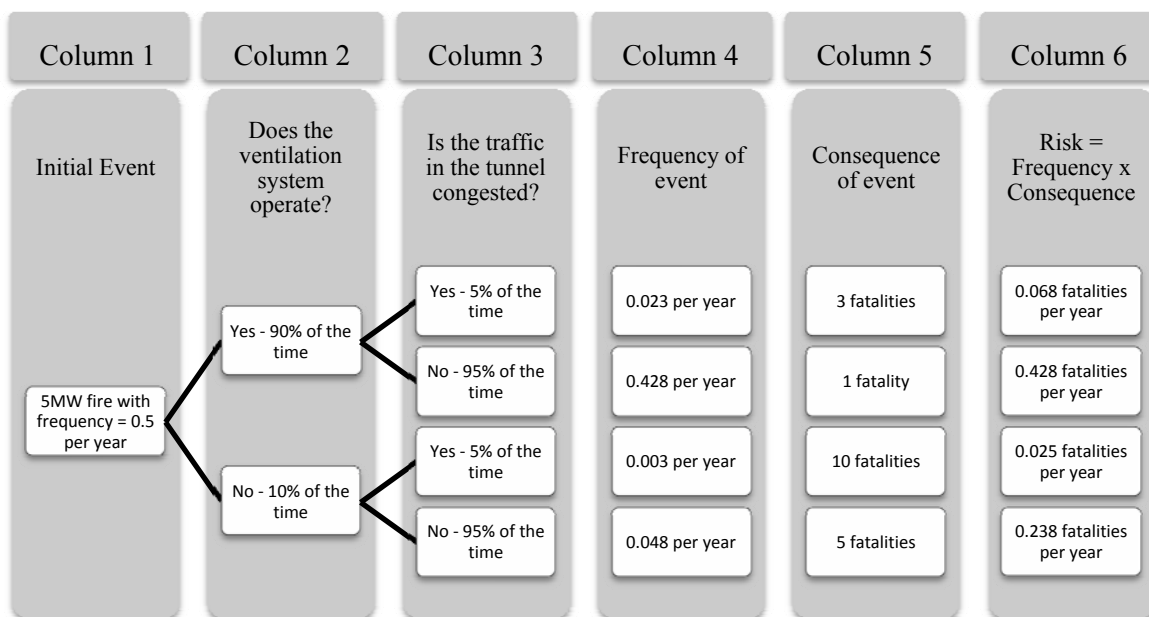 Column 1
Column 2
Column 3
Column 4
Column 5
Column 6
Initial Event
Does the
ventilation
system
operate?
Is the traffic
in the tunnel
congested?
Frequency of
event
Consequence
of event
Risk =
Frequency x
Consequence
5MW fire with
frequency = 0.5
per year
Yes - 90% of the
time
No - 10% of the
time
Yes - 5% of the
time
No - 95% of the
time
Yes - 5% of the
time
No - 95% of the
time
0.023 per year
0.428 per year
0.003 per year
0.048 per year
3 fatalities
1 fatality
10 fatalities
5 fatalities
0.068 fatalities
per year
0.428 fatalities
per year
0.025 fatalities
per year
0.238 fatalities
per year